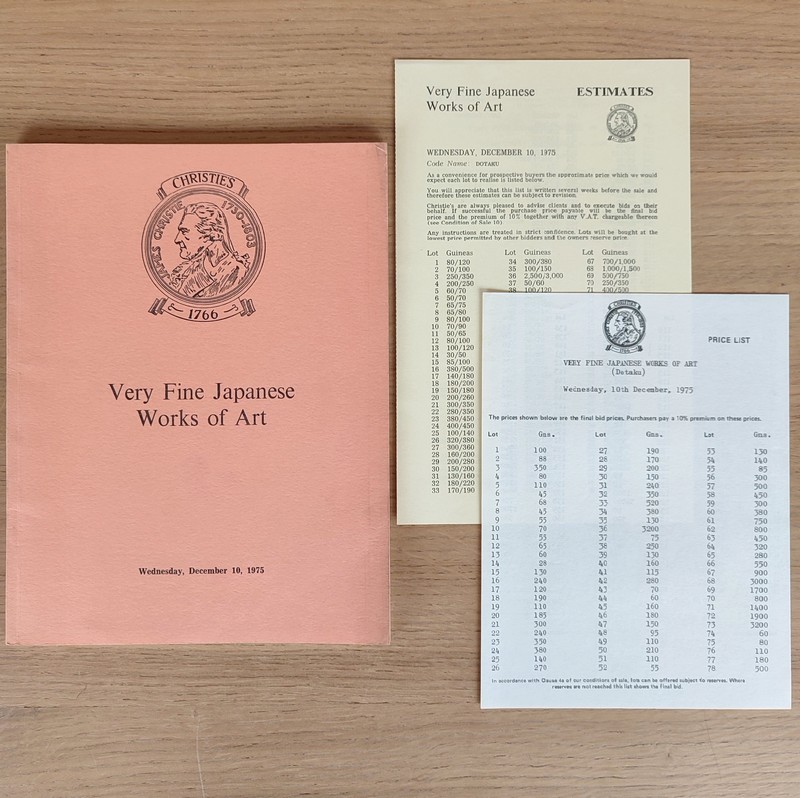 CHRISTIE'S
JAMES CHRISTIE 1730-1803
1766
Very Fine Japanese
Works of Art
Wednesday, December 10, 1975
Very Fine Japanese
Works of Art
ESTIMATES
WEDNESDAY, DECEMBER 10, 1975
Code Name: DOTAKU
As a convenience for prospective buyers the approximate price which we would
expect each lot to realise is listed below.
You will appreciate that this list is written several weeks before the sale and
therefore these estimates can be subject to revision.
Christie's are always pleased to advise clients and to execute bids on their
behalf. If successful the purchase price payable will be the final bid
price and the premium of 10% together with any V.A.T. chargeable thereon
(see Condition of Sale 10).
Any instructions are treated in strict confidence. Lots will be bought at the
lowest price permitted by other bidders and the owners reserve price.
Lot Guineas Lot Guineas Lot Guineas
1 80/120 34 300/380 67 700/1,000
2 70/100 35 100/150 68 1,000/1,500
3 250/350 36 2,500/3,000 69 500/750
4 200/250 37 50/60 70 250/350
5 60/70 38 100/120 71 400/500
6 50/70
7 65/75
8 65/80
9 80/100
10 70/90
11 50/65
12 80/100
13 100/120
14 30/50
15 85/100
16 380/500
17 140/180
18 180/200
19 150/180
20 200/260
21 300/350
22 280/350
23 380/450
24 400/450
25 100/140
26 320/380
27 300/360
28 160/200
29 200/280
30 150/200
31 130/160
32 180/220
33 170/190
CHRISTIE'S
PRICE LIST
VERY FINE JAPANESE WORKS OF ART
(Dotaku)
Wednesday, 10th December, 1975
The prices shown below are the final bid prices. Purchasers pay a 10% premium on these prices.
Lot Gns. Lot Gns. Lot Gns.
1 100 27 190 53 130
2 88 28 170 54 140
3 350 29 200 55 85
4 80 30 150 56 300
5 110 31 240 57 500
6 45 32 350 58 450
7 68 33 520 59 300
8 45 34 380 60 380
9 55 35 130 61 750
10 70 36 3200 62 800
11 55 37 75 63 450
12 65 38 250 64 320
13 60 39 130 65 280
14 28 40 160 66 550
15 130 41 115 67 900
16 240 42 280 68 3000
17 120 43 70 69 1700
18 190 44 60 70 800
19 110 45 160 71 1400
20 185 46 180 72 1900
21 300 47 150 73 3200
22 240 48 95 74 60
23 350 49 110 75 80
24 380 50 210 76 110
25 140 51 110 77 180
26 270 52 55 78 500
In accordance with Clause 4a of our conditions of sale, lots can be offered subject to reserves. Where
reserves are not reached this list shows the final bid.